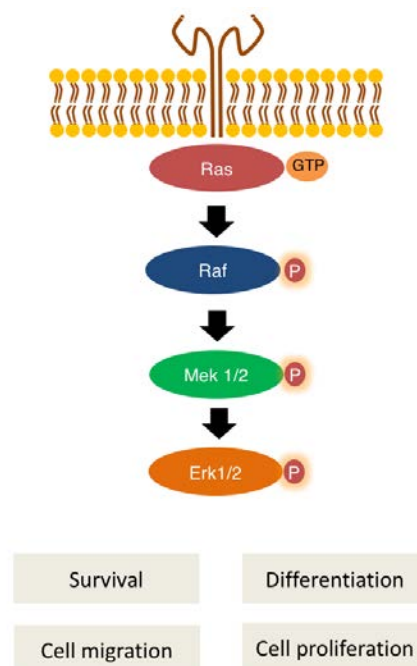 Ras
GTP
Raf
P
Mek 1/2
P
Erk1/2
P
Survival
Differentiation
Cell migration
Cell proliferation